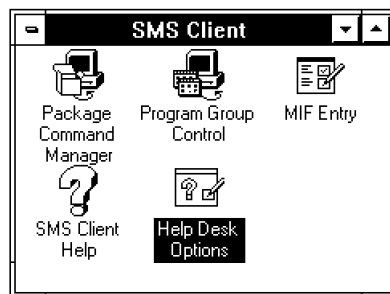 SMS Client
Package
Command
Manager
Program Group
Control
MIF Entry
SMS Client
Help
Help Desk
Options